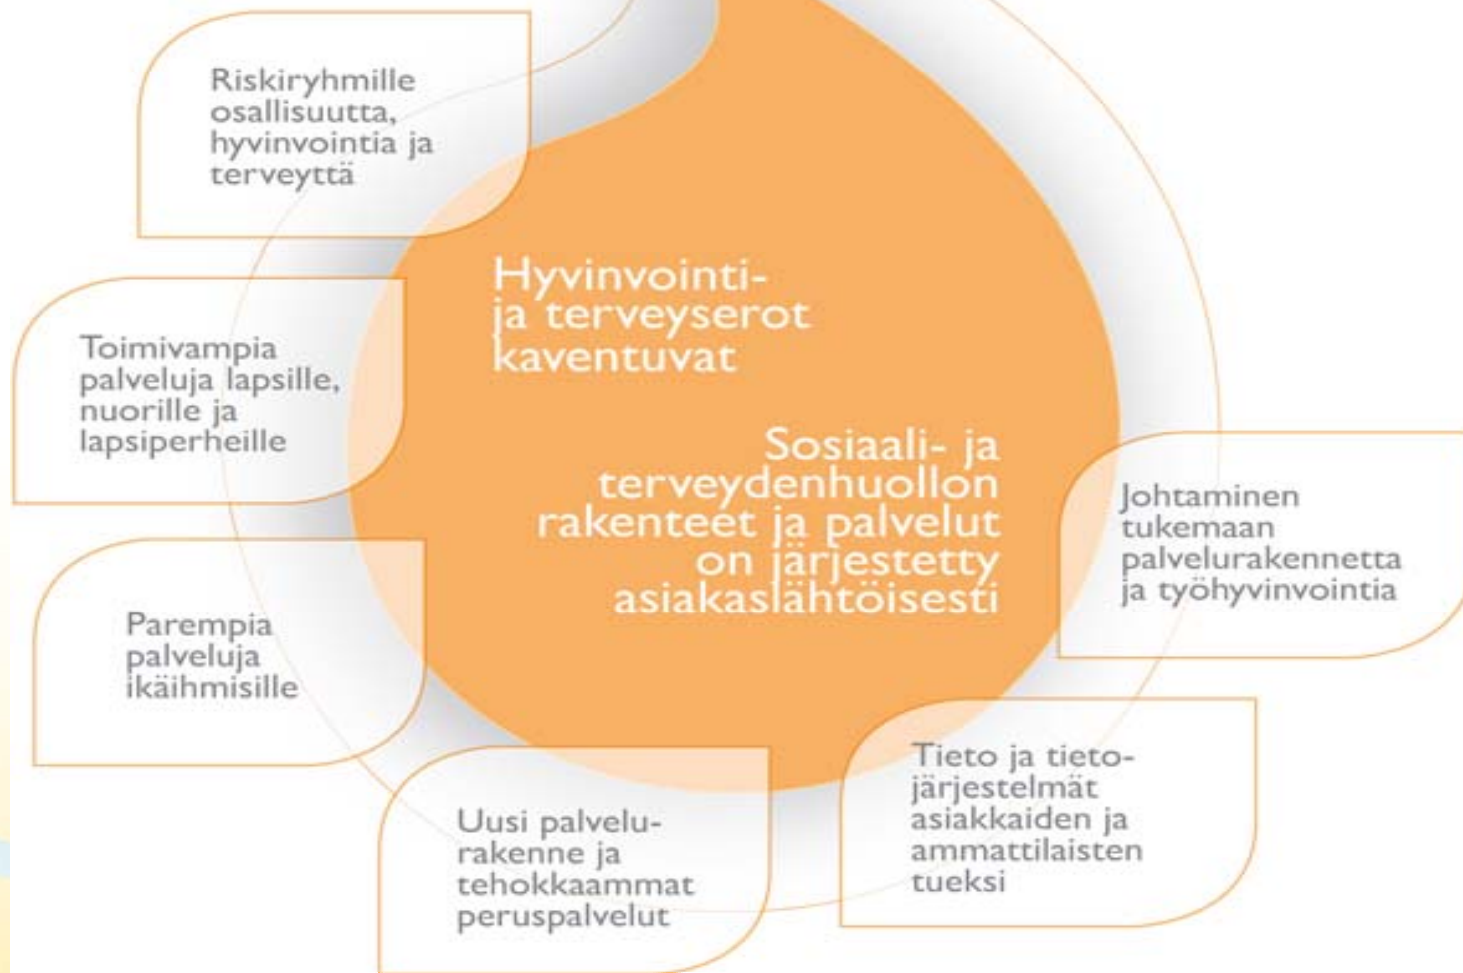 Riskiryhmille
osallisuutta,
hyvinvointia ja
terveyttä
Hyvinvointi-
ja terveyserot
kaventuvat
Toimivampia
palveluja lapsille,
nuorille ja
lapsiperheille
Sosiaali- ja
terveydenhuollon
rakenteet ja palvelut
on järjestetty
asiakaslähtöisesti
Johtaminen
tukemaan
palvelurakennetta
ja työhyvinvointia
Parempia
palveluja
ikäihmisille
Uusi palvelu-
rakenne ja
tehokkaammat
peruspalvelut
Tieto ja tieto-
järjestelmät
asiakkaiden ja
ammattilaisten
tueksi